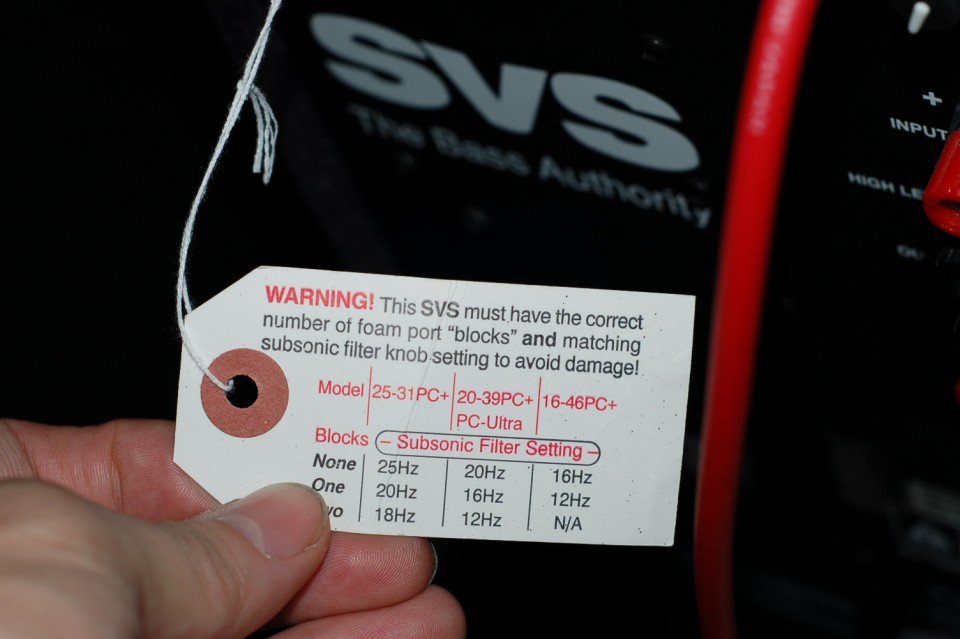 SVS
The Bass Authority
+
INPUT
HIGH LE
OU
WARNING! This SVS must have the correct
number of foam port “blocks” and matching
subsonic filter knob setting to avoid damage!
Model 25-31PC+ 20-39PC+ 16-46PC+
PC-Ultra
Blocks – Subsonic Filter Setting –
None 25Hz 20Hz 16Hz
One 20Hz 16Hz 12Hz
wo 18Hz 12Hz N/A